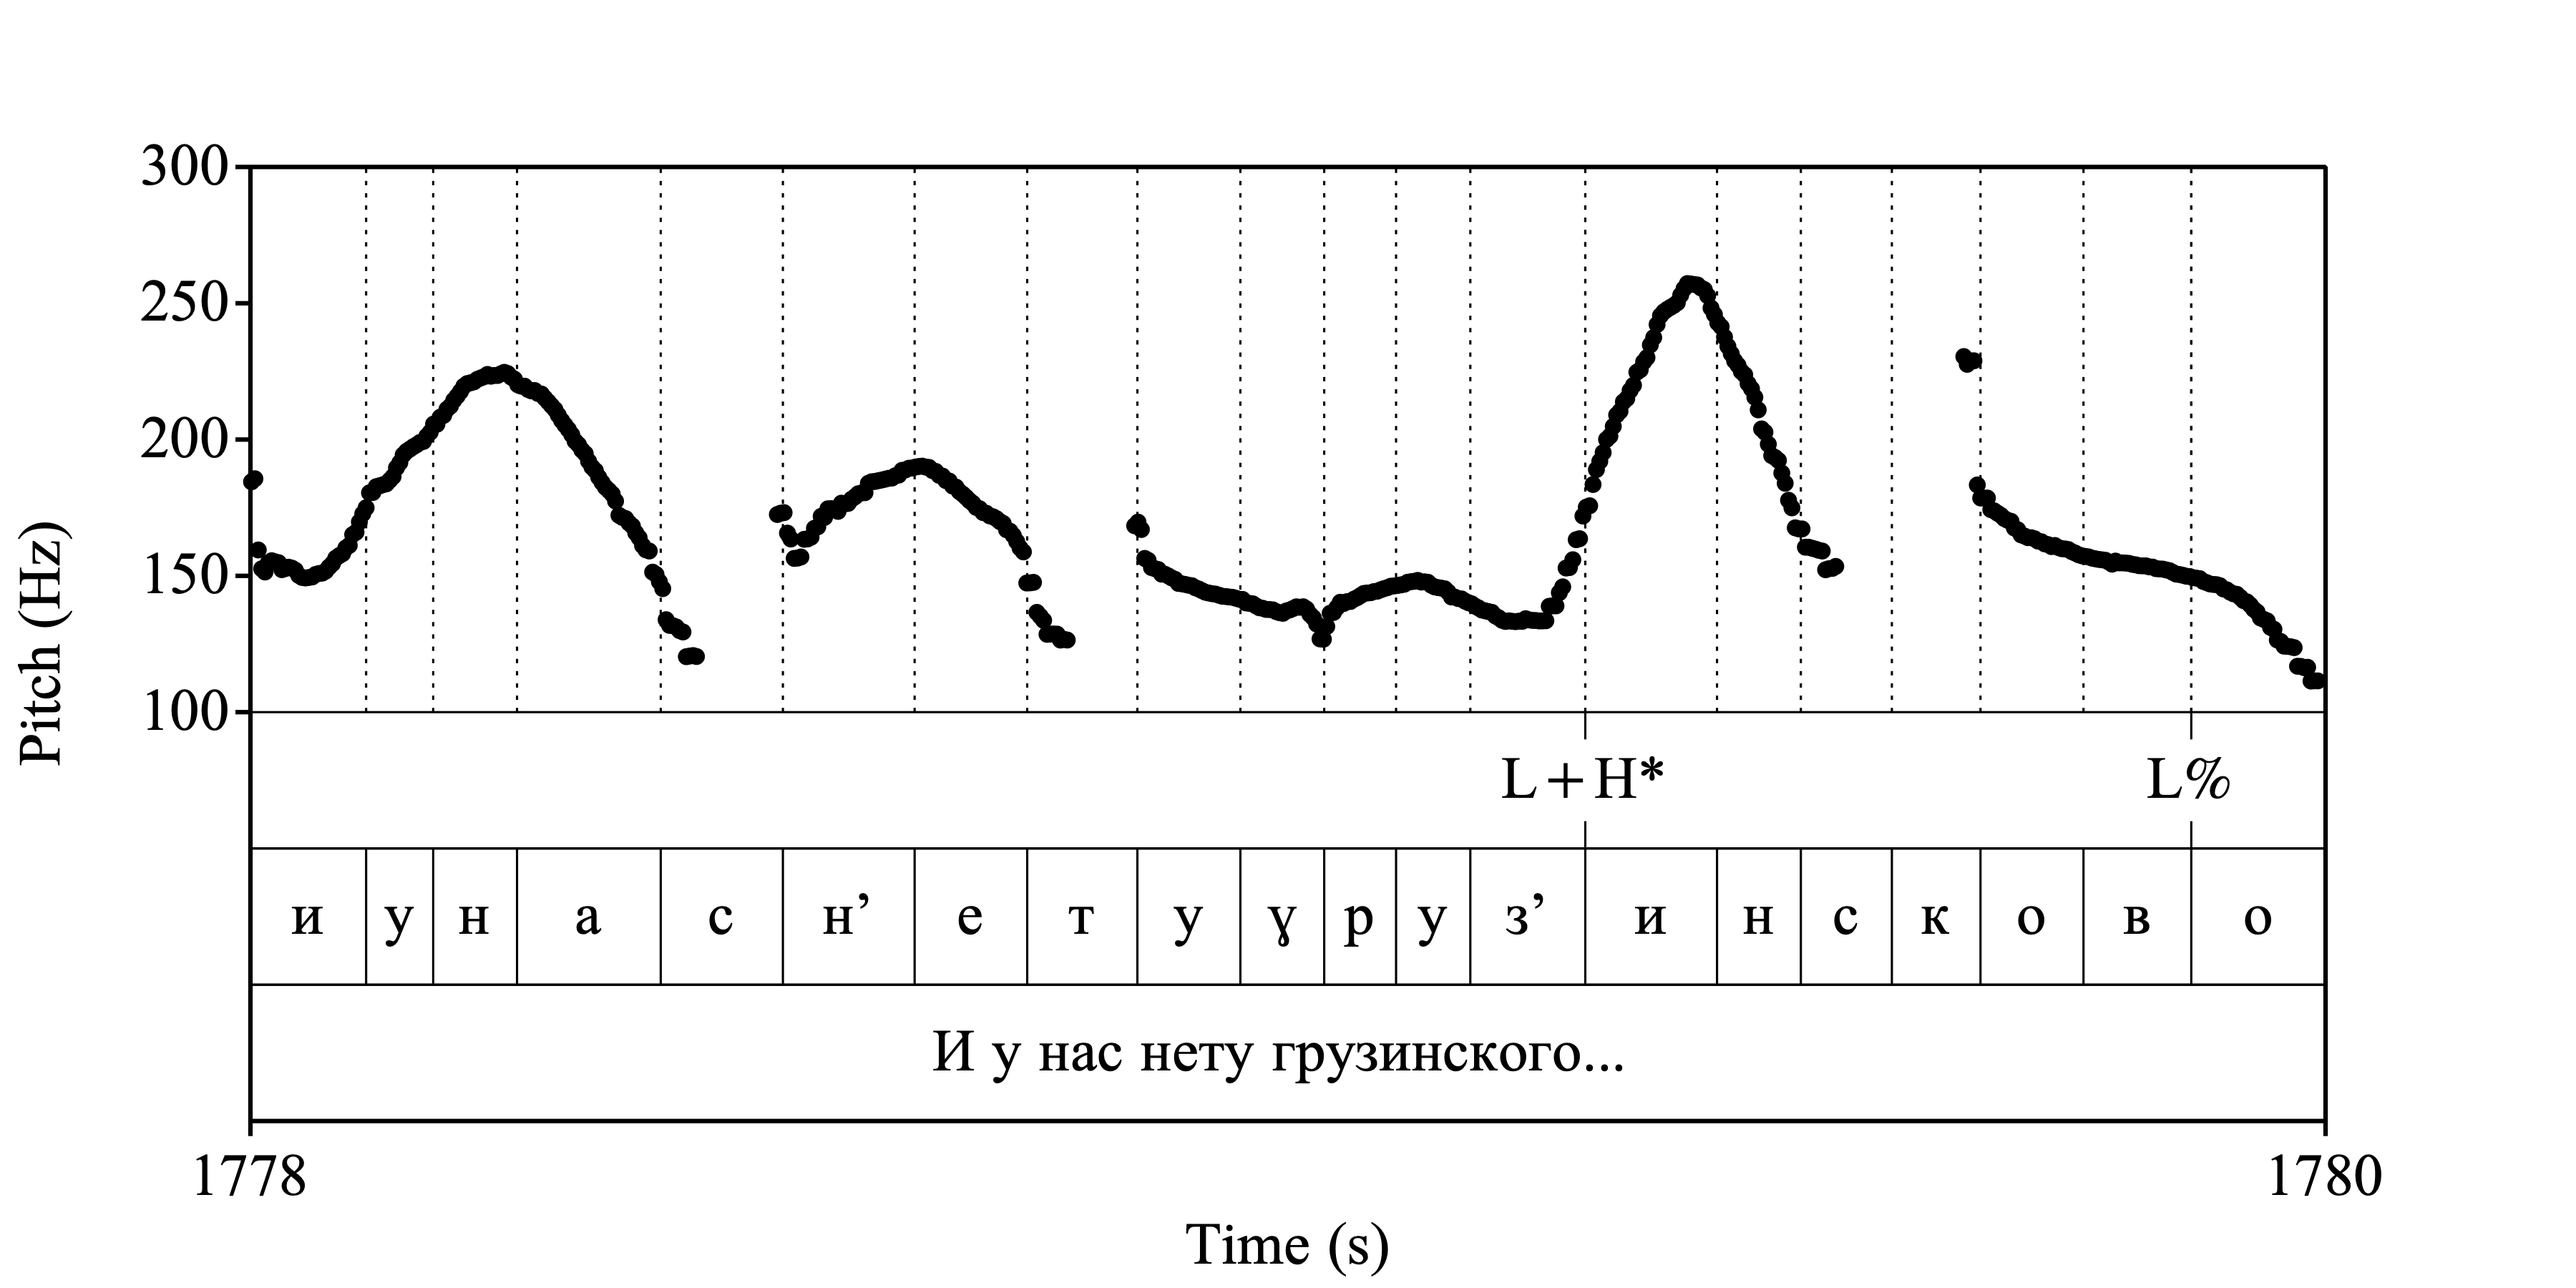 300
250
200
150
100
Pitch (Hz)
L+H* L%
и у н а с н’ е т у ɣ р у з’ и н с к о в о
И у нас нету грузинского...
1778 1780
Time (s)